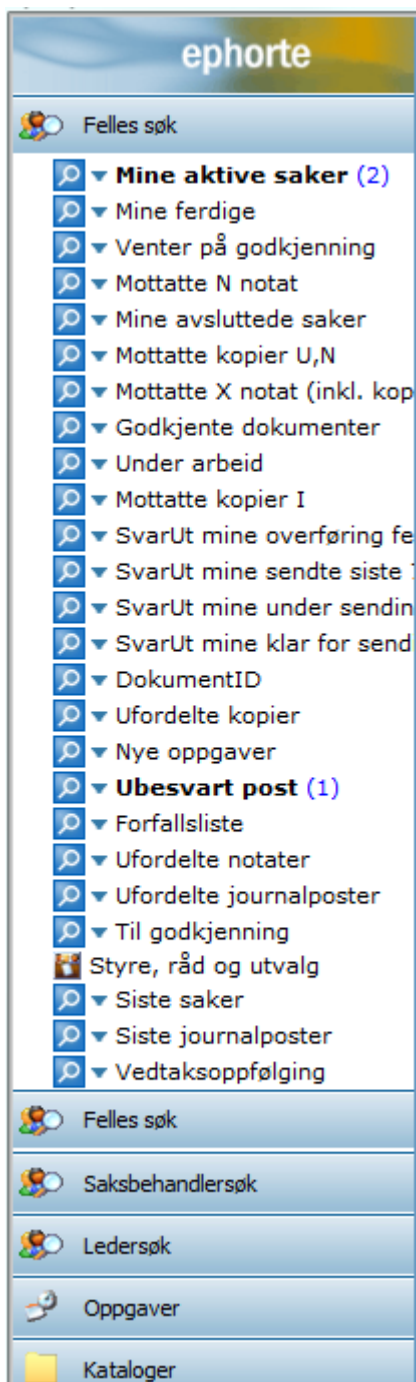 ephorte
Felles søk
Mine aktive saker (2)
Mine ferdige
Venter på godkjenning
Mottatte N notat
Mine avsluttede saker
Mottatte kopier U,N
Mottatte X notat (inkl. kop
Godkjente dokumenter
Under arbeid
Mottatte kopier I
SvarUt mine overføring fe
SvarUt mine sendte siste
SvarUt mine under sendin
SvarUt mine klar for send
DokumentID
Ufordelte kopier
Nye oppgaver
Ubesvart post (1)
Forfallsliste
Ufordelte notater
Ufordelte journalposter
Til godkjenning
Styre, råd og utvalg
Siste saker
Siste journalposter
Vedtaksoppfølging
Felles søk
Saksbehandlersøk
Ledersøk
Oppgaver
Kataloger